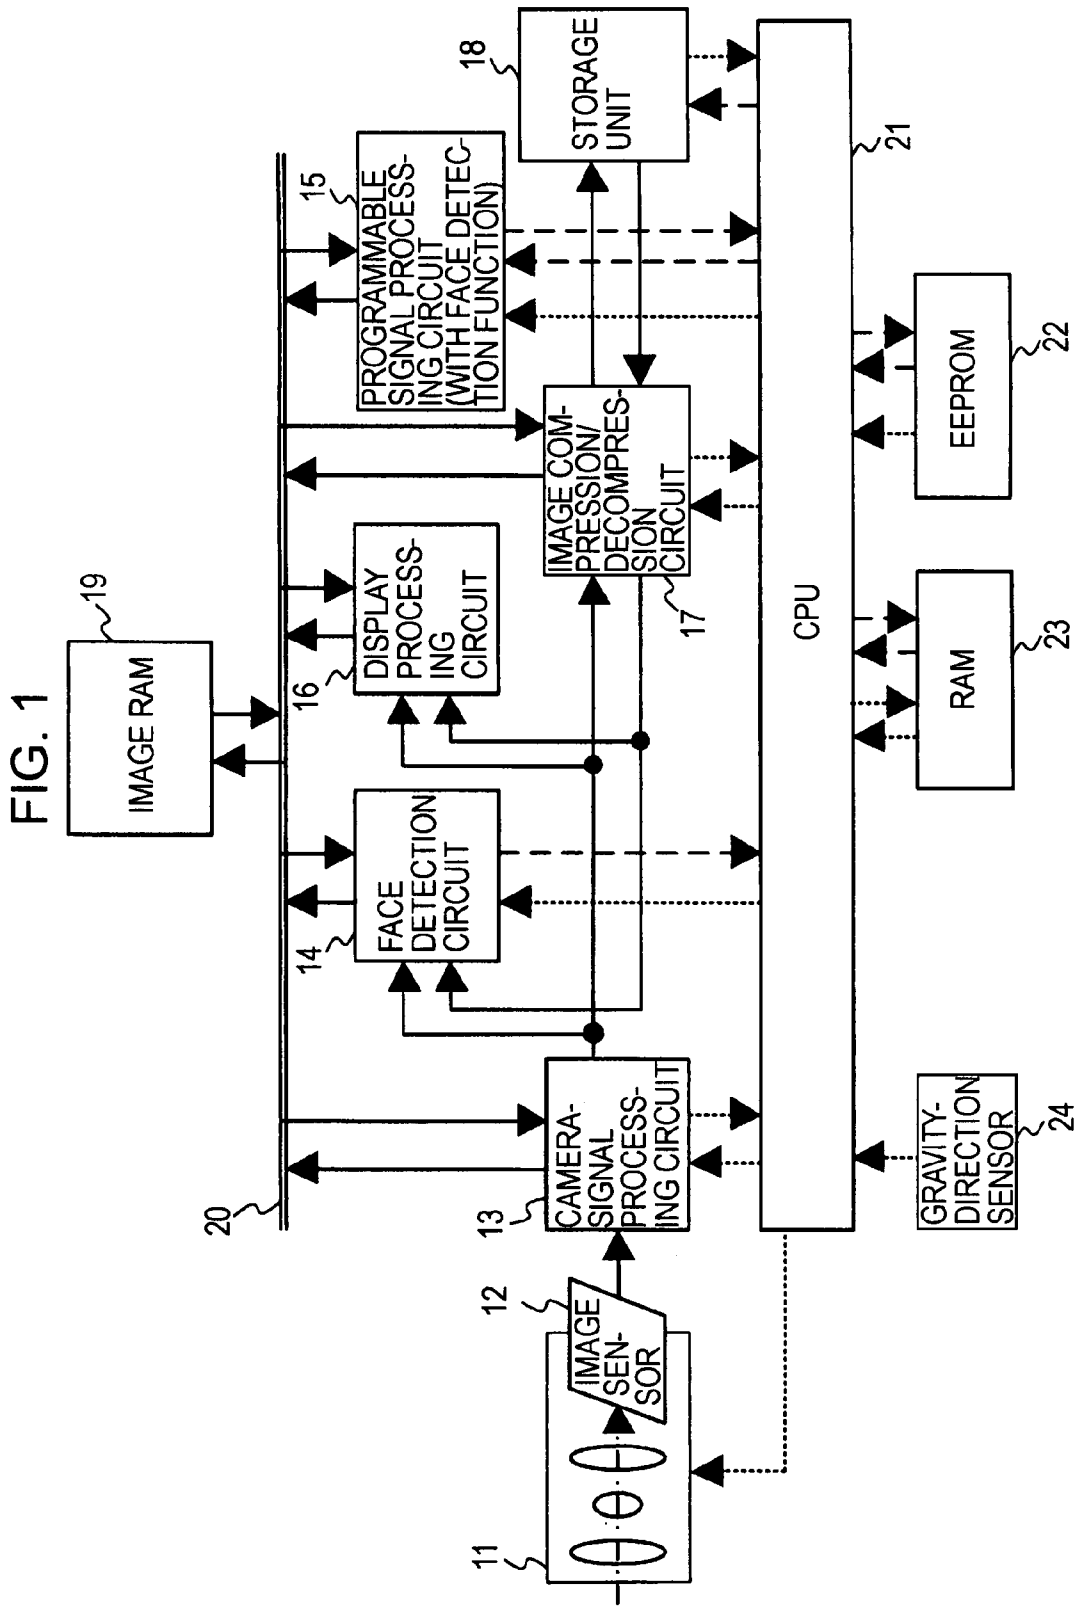 FIG. 1
19
IMAGE RAM
20
14
FACE
DETECTION
CIRCUIT
16
DISPLAY
PROCESS-
ING
CIRCUIT
15
PROGRAMMABLE
SIGNAL PROCESS-
ING CIRCUIT
(WITH FACE DETEC-
TION FUNCTION)
11
12
IMAGE
SEN-
SOR
13
CAMERA-
SIGNAL
PROCESS-
ING CIRCUIT
17
IMAGE COM-
PRESSION/
DECOMPRES-
SION
CIRCUIT
18
STORAGE
UNIT
CPU
21
GRAVITY-
DIRECTION
SENSOR
24
RAM
23
EEPROM
22